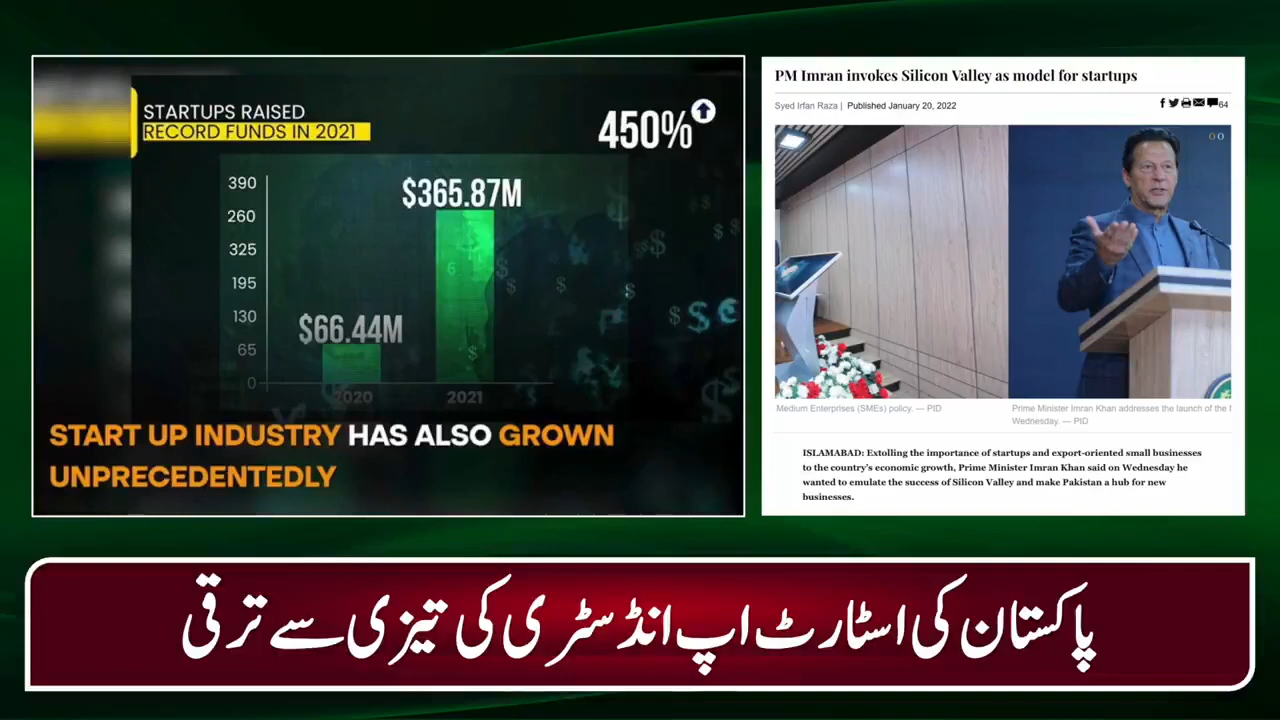 STARTUPS RAISED
RECORD FUNDS IN 2021
450%
390
260
325
195
130
65
0
$365.87M
$66.44M
2020
2021
START UP INDUSTRY HAS ALSO GROWN
UNPRECEDENTEDLY
PM Imran invokes Silicon Valley as model for startups
Syed Irfan Raza | Published January 20, 2022
64
Medium Enterprises (SMEs) policy. — PID
Prime Minister Imran Khan addresses the launch of the
Wednesday. — PID
ISLAMABAD: Extolling the importance of startups and export-oriented small businesses
to the country's economic growth, Prime Minister Imran Khan said on Wednesday he
wanted to emulate the success of Silicon Valley and make Pakistan a hub for new
businesses.
پاکستان کی اسٹارٹ اپ انڈسٹری کی تیزی سے ترقی